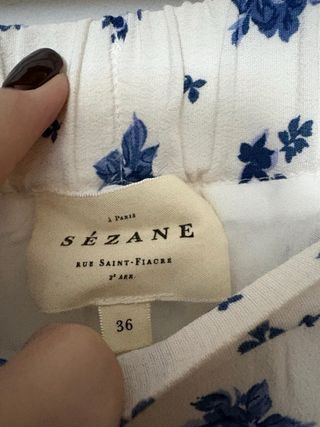 à Paris
SÉZANE
RUE SAINT-FIACRE
2e ARR.
36